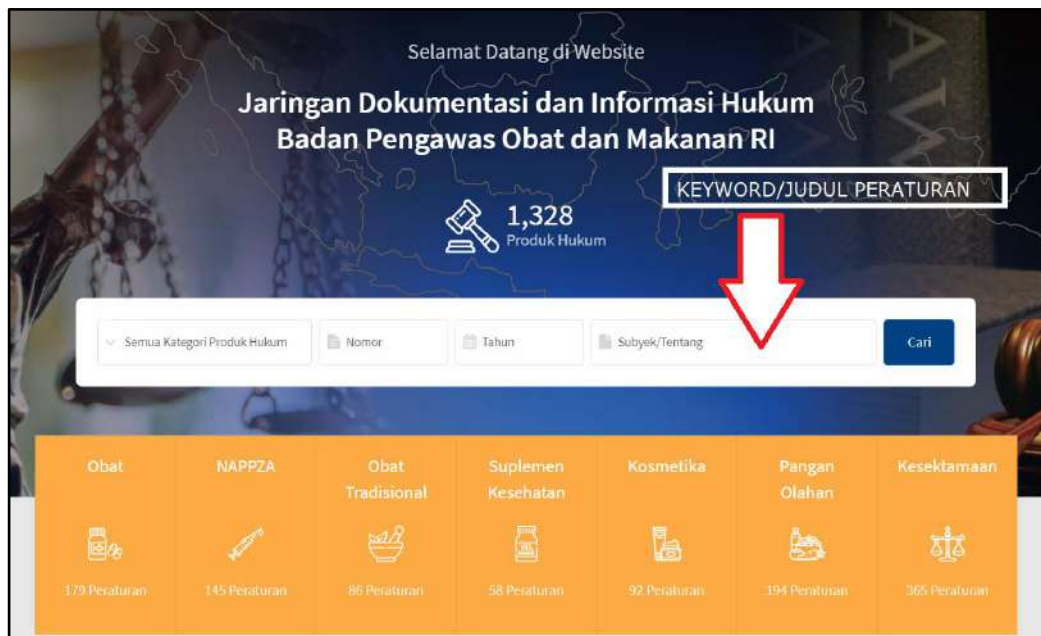 Selamat Datang di Website
Jaringan Dokumentasi dan Informasi Hukum
Badan Pengawas Obat dan Makanan RI
KEYWORD/JUDUL PERATURAN
1,328
Produk Hukum
Semua Kategori Produk Hukum
Nomor
Tahun
Subyek/Tentang
Cari
Obat
NAPPZA
Obat
Tradisional
Suplemen
Kesehatan
Kosmetika
Pangan
Olahan
Kesektamaan
179 Peraturan
145 Peraturan
86 Peraturan
58 Peraturan
92 Peraturan
194 Peraturan
365 Peraturan
LAW